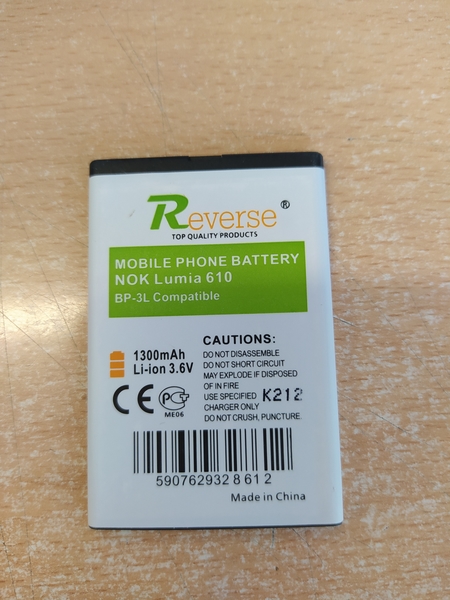 Reverse®
TOP QUALITY PRODUCTS
MOBILE PHONE BATTERY
NOK Lumia 610
BP-3L Compatible
1300mAh
Li-ion 3.6V
CE PC
ME06
CAUTIONS:
DO NOT DISASSEMBLE
DO NOT SHORT CIRCUIT
MAY EXPLODE IF DISPOSED
OF IN FIRE
USE SPECIFIED
CHARGER ONLY
DO NOT CRUSH, PUNCTURE.
K212
5907629328612
Made in China